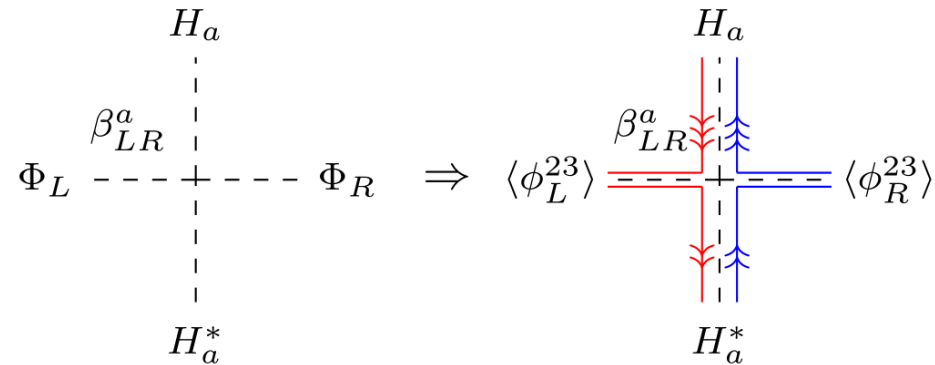 H_a H_a
β^a_{LR} β^a_{LR}
Φ_L Φ_R ⇒ ⟨φ^{23}_L⟩ ⟨φ^{23}_R⟩
H^*_a H^*_a